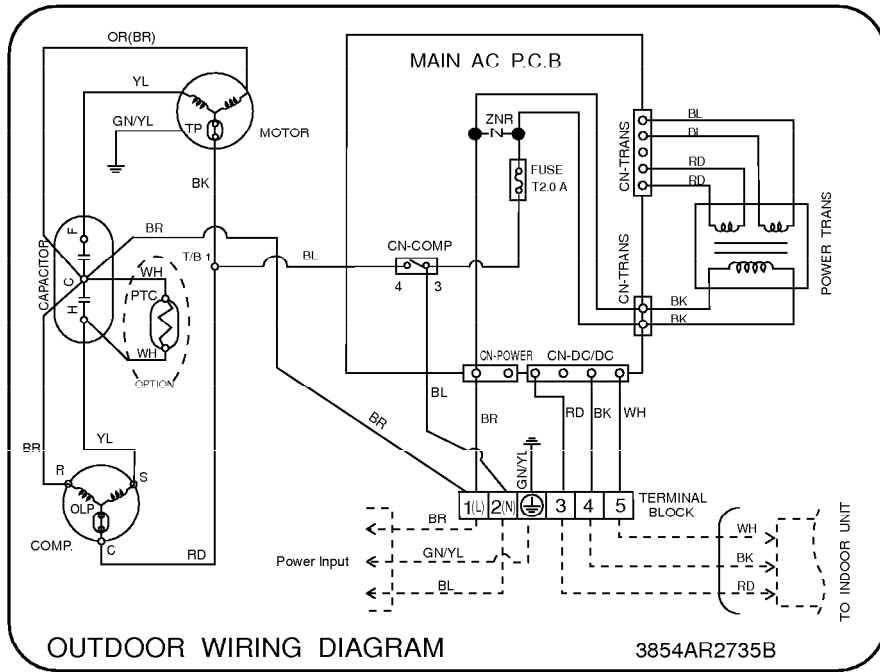 OR(BR)
MAIN AC P.C.B
YL
GN/YL
TP
MOTOR
ZNR
FUSE
T2.0 A
CN-TRANS
BL
BL
RD
RD
POWER TRANS
BK
BR
T/B 1
BL
CN-COMP
4 3
CAPACITOR
F
C
H
WH
PTC
WH
OPTION
CN-TRANS
BK
BK
CN-POWER
CN-DC/DC
BL
BR
BR
RD
BK
WH
GN/YL
BR
YL
R
S
OLP
COMP.
C
RD
1(L) 2(N) 3 4 5
TERMINAL
BLOCK
Power Input
BR
GN/YL
BL
WH
BK
RD
TO INDOOR UNIT
OUTDOOR WIRING DIAGRAM
3854AR2735B